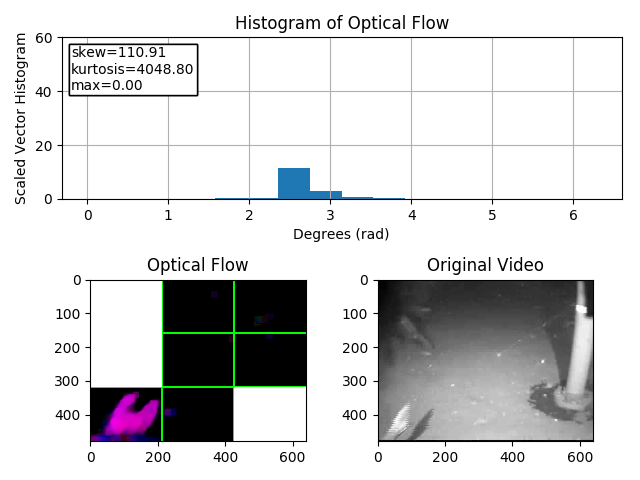 Histogram of Optical Flow
Scaled Vector Histogram
60
40
20
0
skew=110.91
kurtosis=4048.80
max=0.00
0 1 2 3 4 5 6
Degrees (rad)
Optical Flow
0
100
200
300
400
0 200 400 600
Original Video
0
100
200
300
400
0 200 400 600